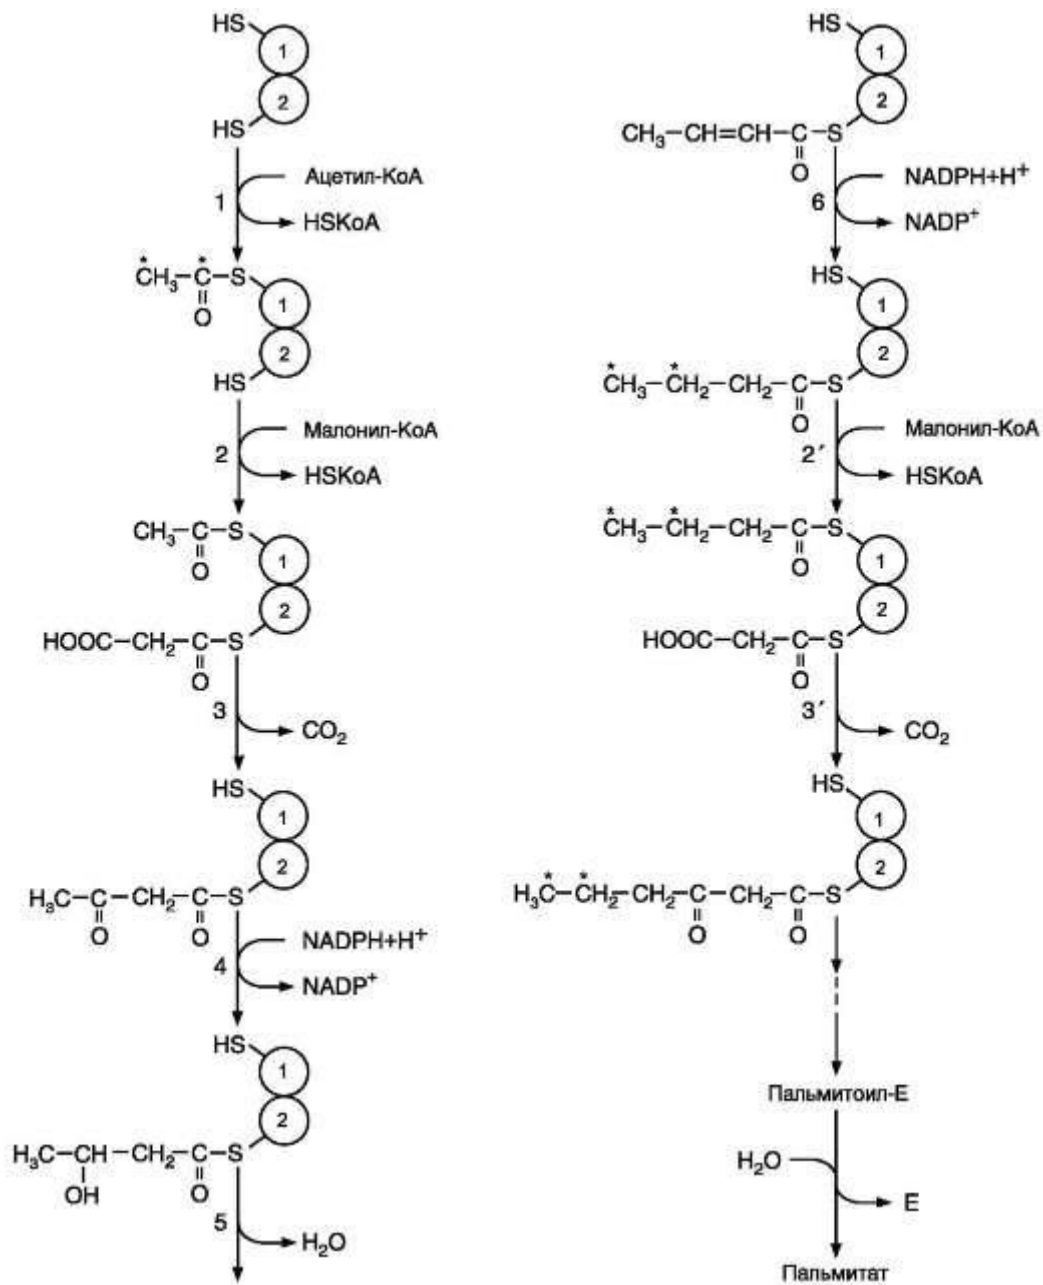 HS
1
2
HS
1
Ацетил-КоА
HSKoA
*CH₃–*C–S
O
1
2
HS
2
Малонил-КоА
HSKoA
CH₃–C–S
O
1
2
HOOC–CH₂–C–S
O
3
CO₂
HS
1
2
H₃C–C–CH₂–C–S
O O
4
NADPH+H⁺
NADP⁺
HS
1
2
H₃C–CH–CH₂–C–S
OH O
5
H₂O
HS
1
2
CH₃–CH=CH–C–S
O
6
NADPH+H⁺
NADP⁺
HS
1
2
*CH₃–*CH₂–CH₂–C–S
O
2′
Малонил-КоА
HSKoA
*CH₃–*CH₂–CH₂–C–S
O
1
2
HOOC–CH₂–C–S
O
3′
CO₂
HS
1
2
H₃*C–*CH₂–CH₂–C–CH₂–C–S
O O
Пальмитоил-Е
H₂O
E
Пальмитат